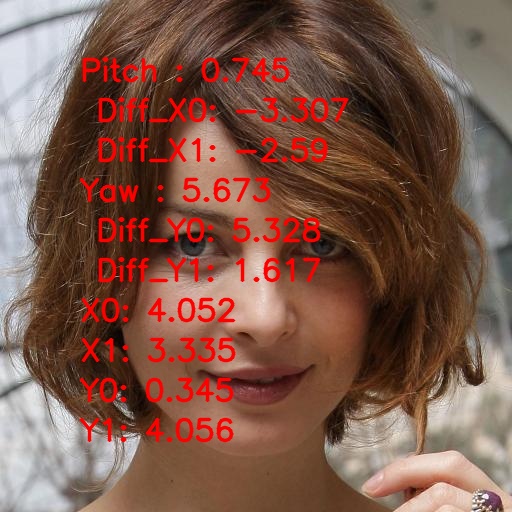 Pitch : 0.745
Diff_X0: -3.307
Diff_X1: -2.59
Yaw : 5.673
Diff_Y0: 5.328
Diff_Y1: 1.617
X0: 4.052
X1: 3.335
Y0: 0.345
Y1: 4.056